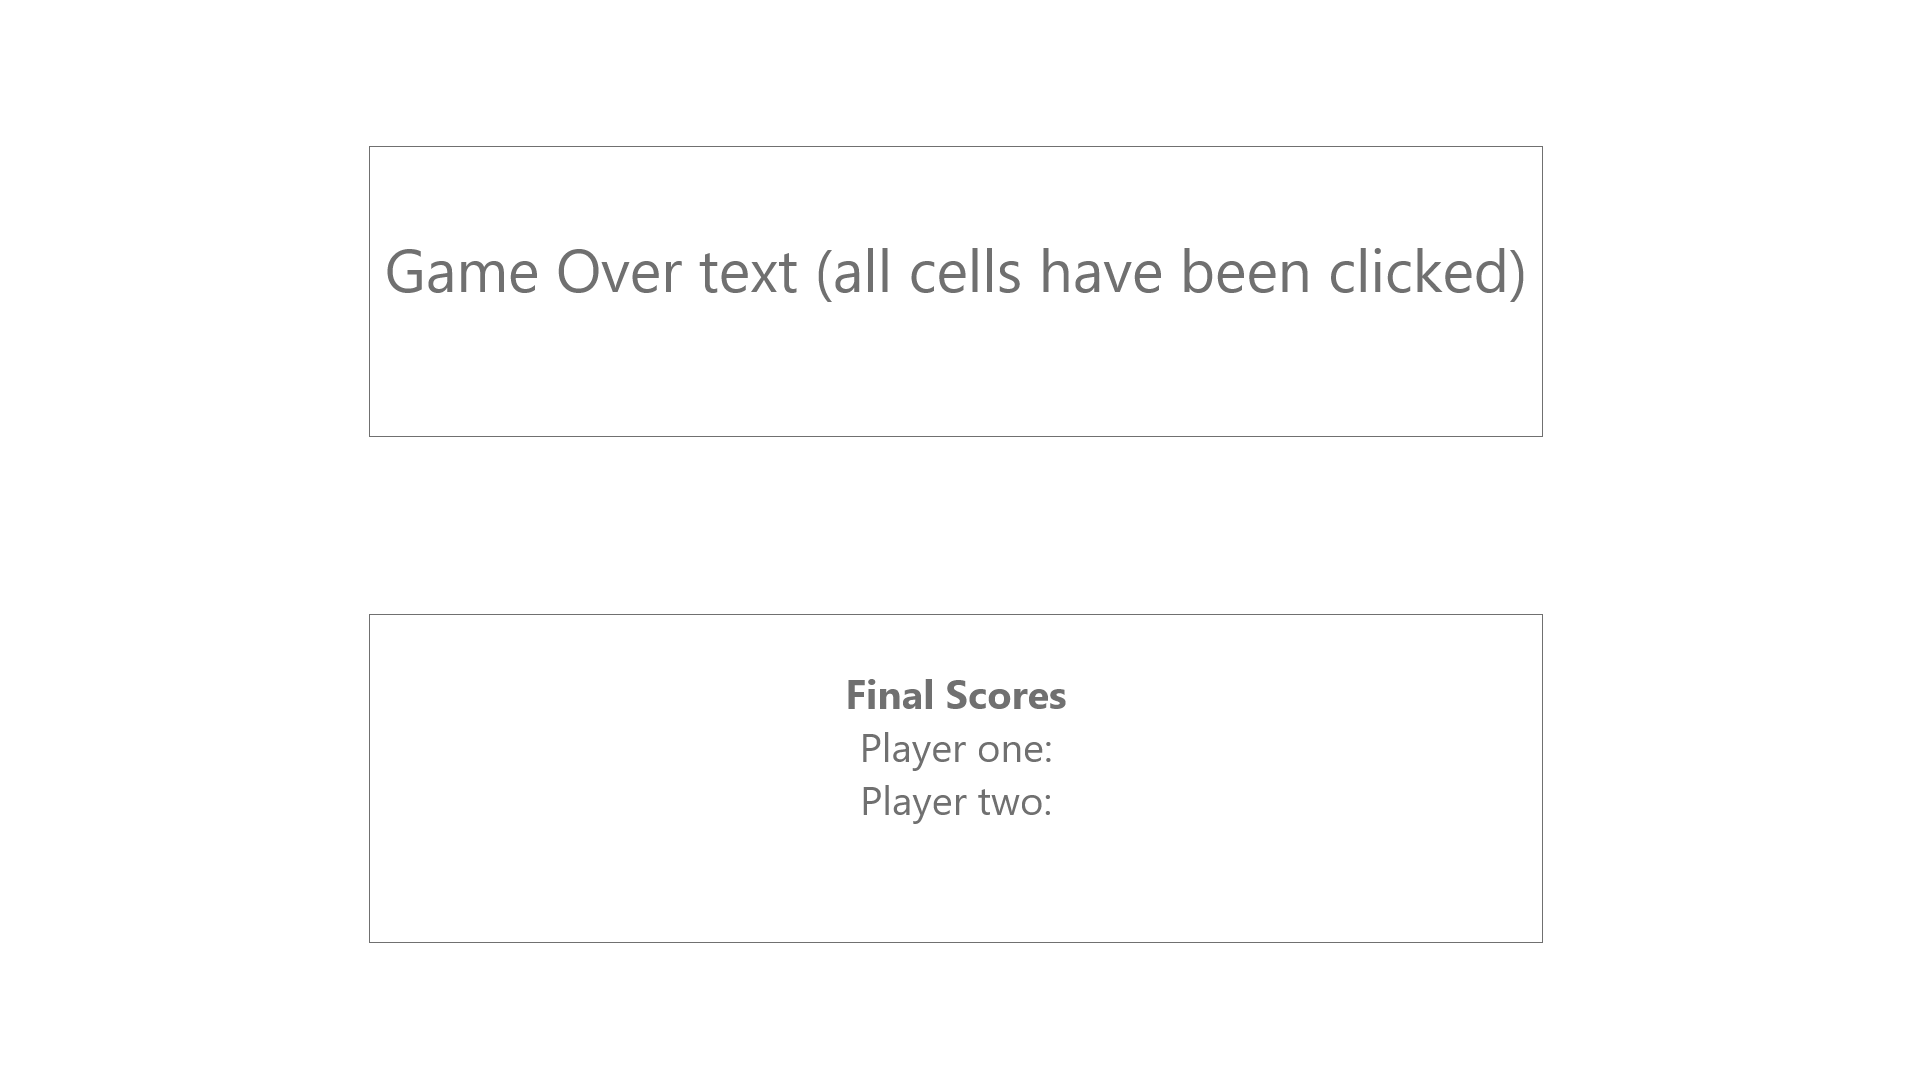 Game Over text (all cells have been clicked)
Final Scores
Player one:
Player two: